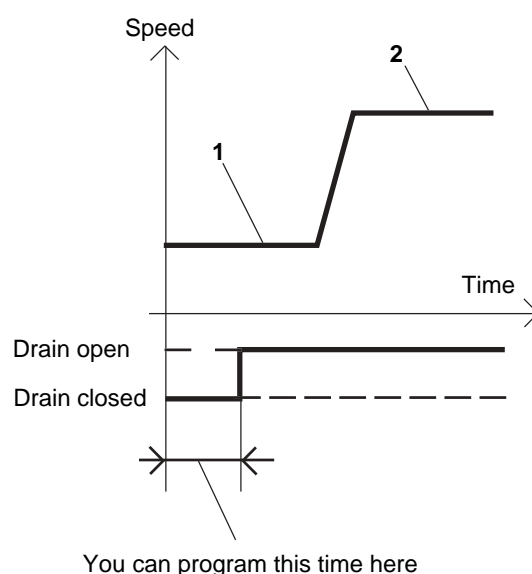 Speed
2
1
Time
Drain open
Drain closed
You can program this time here